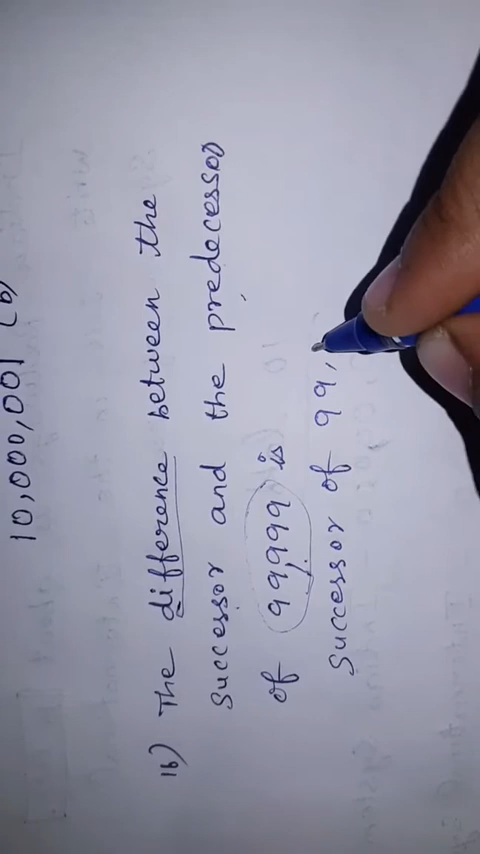 10,000,001 (b)
16) The difference between the
successor and the predecessor
of 99,999 is
Successor of 99,